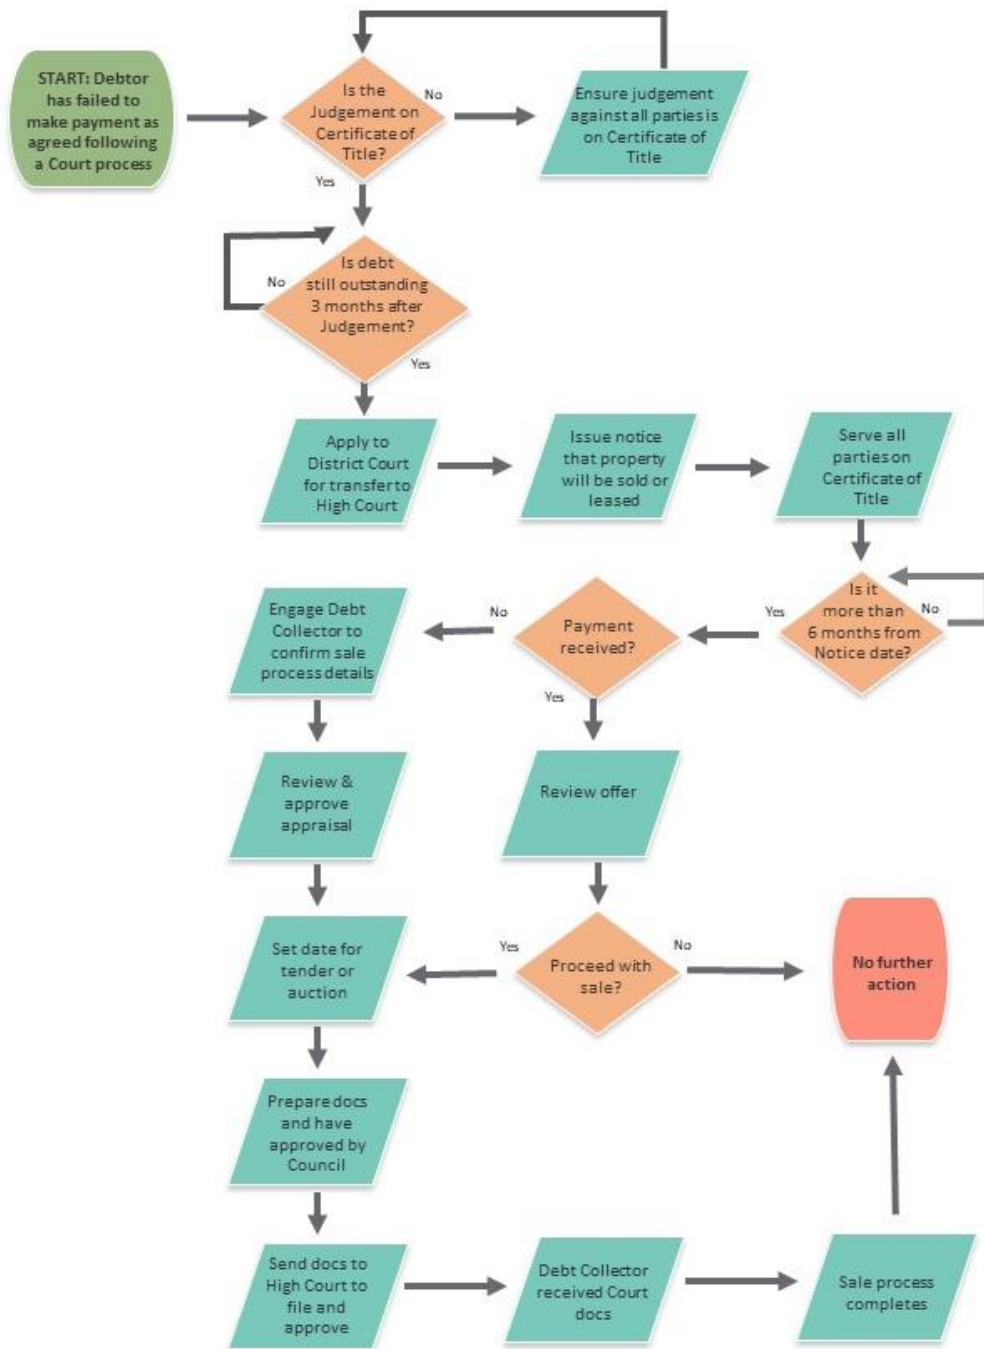 START: Debtor
has failed to
make payment as
agreed following
a Court process
Is the
Judgement on
Certificate of
Title?
No
Ensure judgement
against all parties is
on Certificate of
Title
Yes
Is debt
still outstanding
3 months after
Judgement?
No
Yes
Apply to
District Court
for transfer to
High Court
Issue notice
that property
will be sold or
leased
Serve all
parties on
Certificate of
Title
Is it
more than
6 months from
Notice date?
No
Yes
Payment
received?
No
Yes
Engage Debt
Collector to
confirm sale
process details
Review &
approve
appraisal
Review offer
Set date for
tender or
auction
Yes
Proceed with
sale?
No
No further
action
Prepare docs
and have
approved by
Council
Send docs to
High Court to
file and
approve
Debt Collector
received Court
docs
Sale process
completes